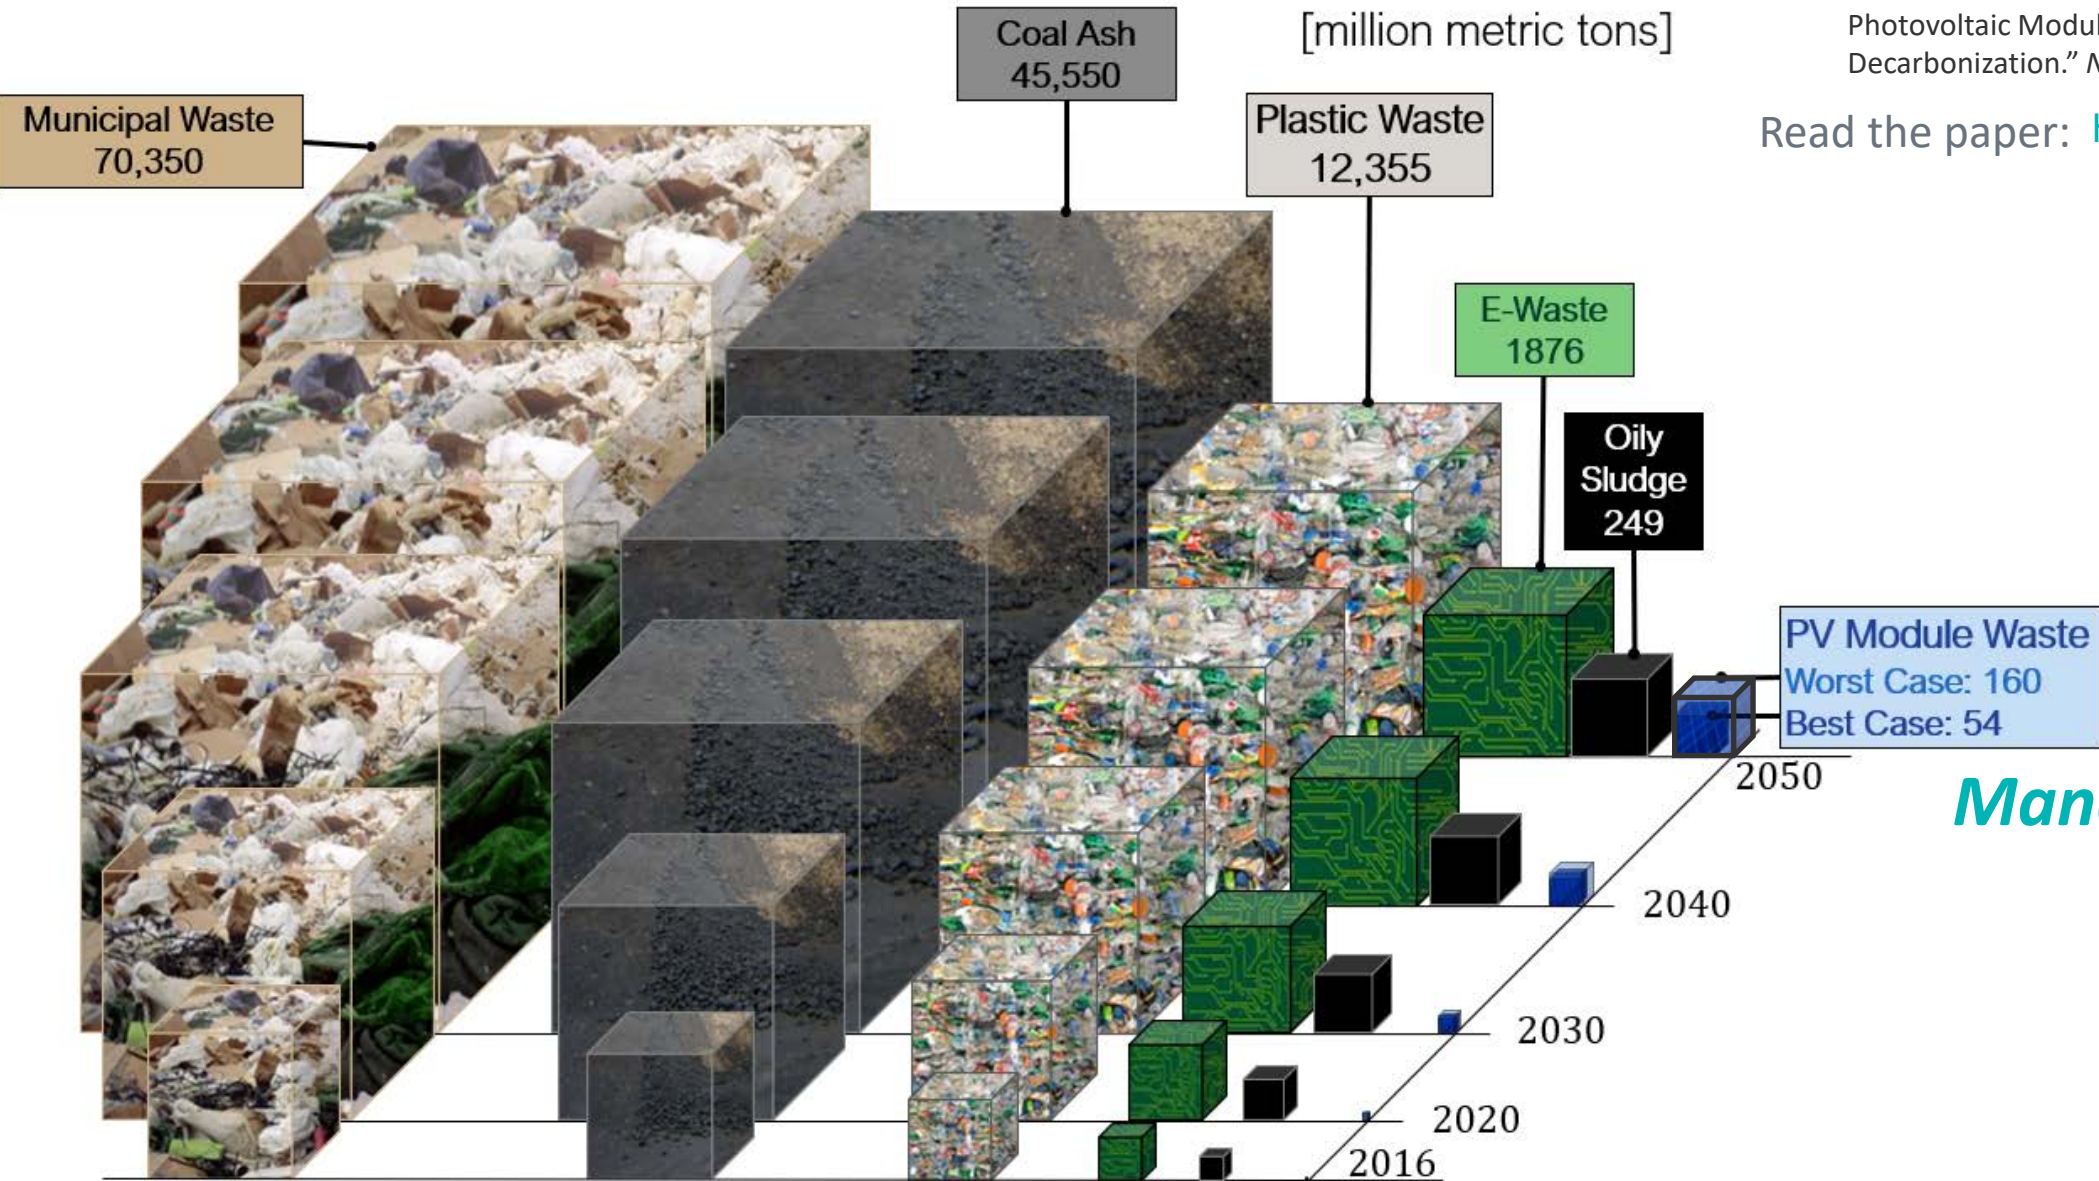 Coal Ash
45,550
[million metric tons]
Photovoltaic Modul
Decarbonization.” N
Municipal Waste
70,350
Plastic Waste
12,355
Read the paper:
E-Waste
1876
Oily
Sludge
249
PV Module Waste
Worst Case: 160
Best Case: 54
2050
Man
2040
2030
2020
2016